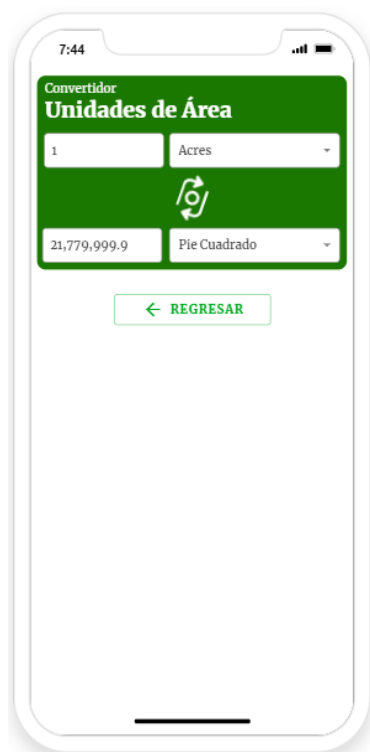 7:44
Convertidor
Unidades de Área
1
Acres
21,779,999.9
Pie Cuadrado
REGRESAR